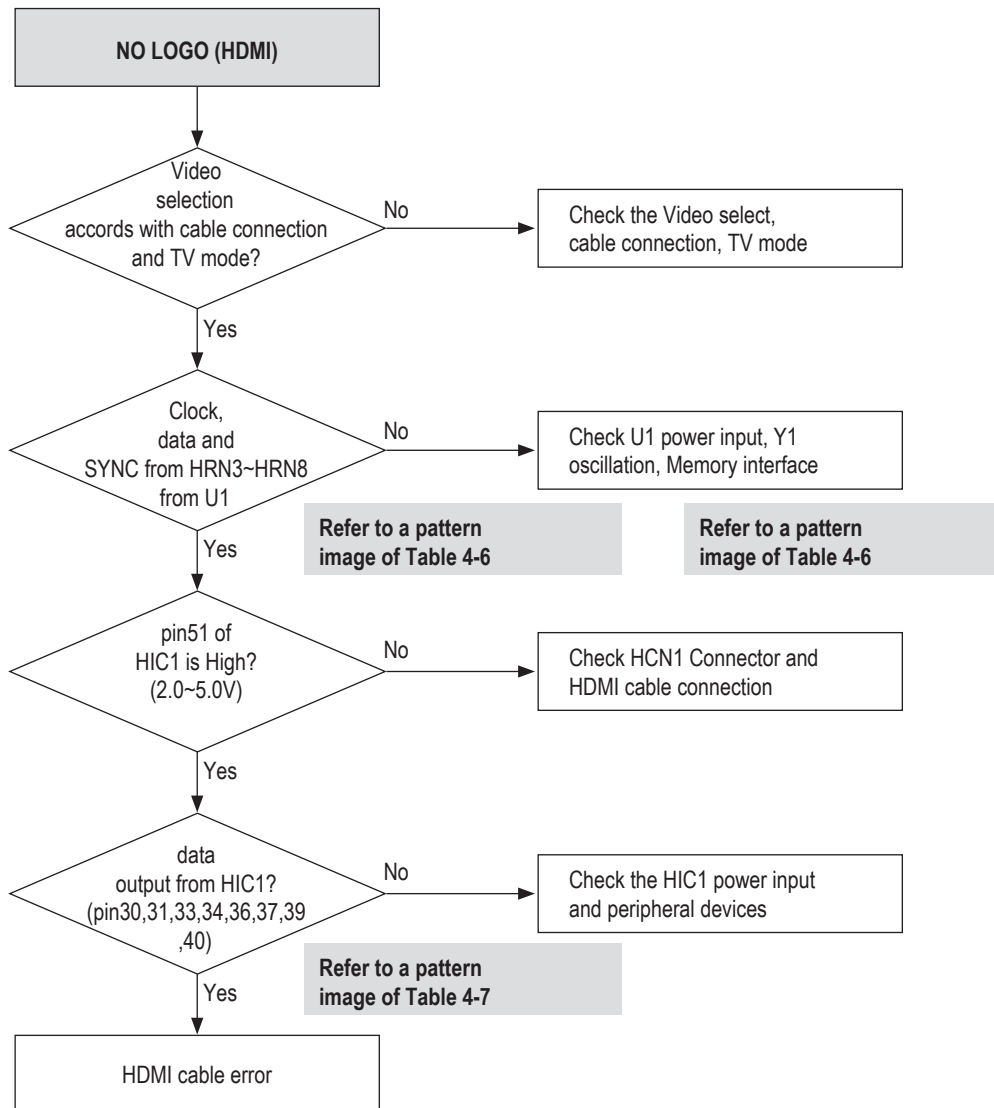 NO LOGO (HDMI)
Video
selection
accords with cable connection
and TV mode?
No
Check the Video select,
cable connection, TV mode
Yes
Clock,
data and
SYNC from HRN3~HRN8
from U1
No
Check U1 power input, Y1
oscillation, Memory interface
Refer to a pattern
image of Table 4-6
Refer to a pattern
image of Table 4-6
Yes
pin51 of
HIC1 is High?
(2.0~5.0V)
No
Check HCN1 Connector and
HDMI cable connection
Yes
data
output from HIC1?
(pin30,31,33,34,36,37,39
,40)
No
Check the HIC1 power input
and peripheral devices
Refer to a pattern
image of Table 4-7
Yes
HDMI cable error